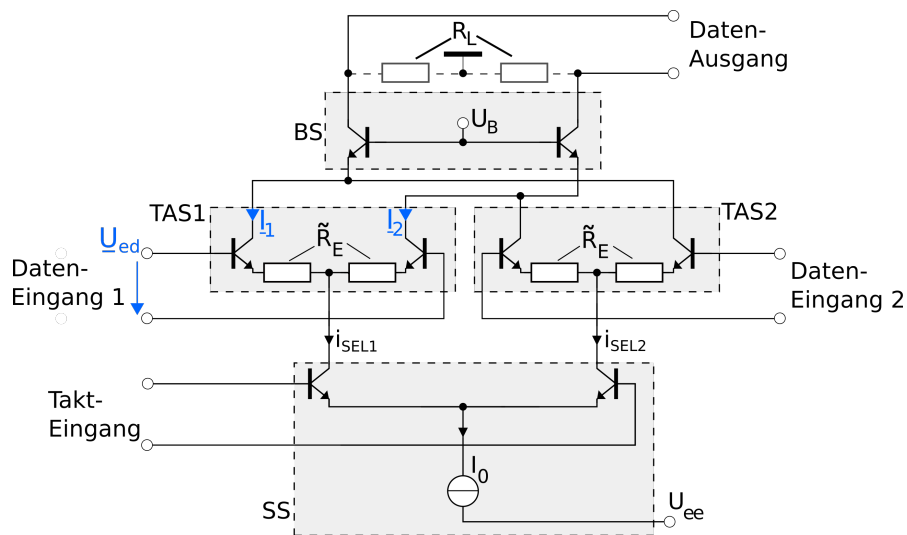 R_L
Daten-
Ausgang
BS
U_B
TAS1
I_1
I_2
TAS2
U_ed
R̃_E
R̃_E
Daten-
Eingang 1
Daten-
Eingang 2
i_SEL1
i_SEL2
Takt-
Eingang
I_0
SS
U_ee